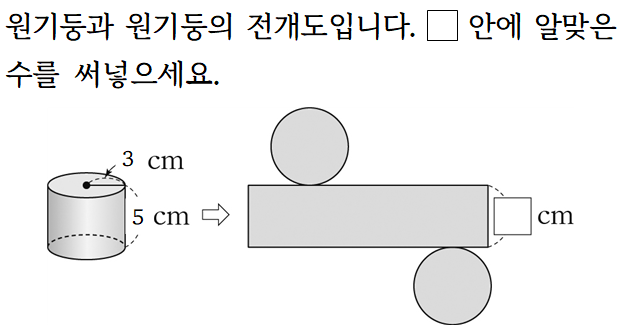 원기둥과 원기둥의 전개도입니다. □ 안에 알맞은
수를 써넣으세요.
3 cm
5 cm
□ cm